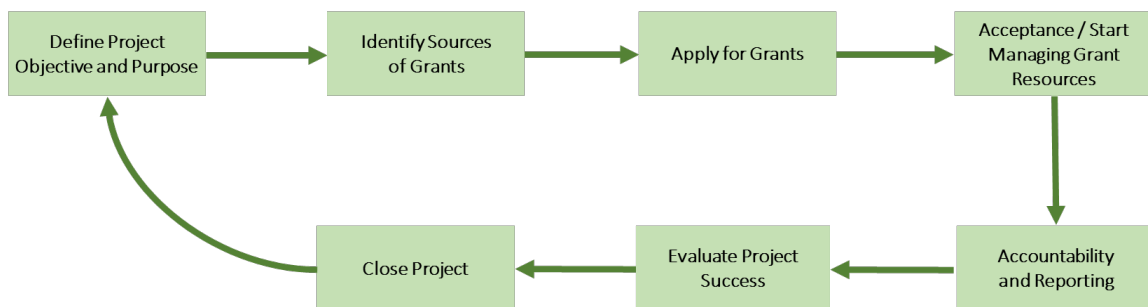 Define Project
Objective and Purpose
Identify Sources
of Grants
Apply for Grants
Acceptance / Start
Managing Grant
Resources
Accountability
and Reporting
Evaluate Project
Success
Close Project